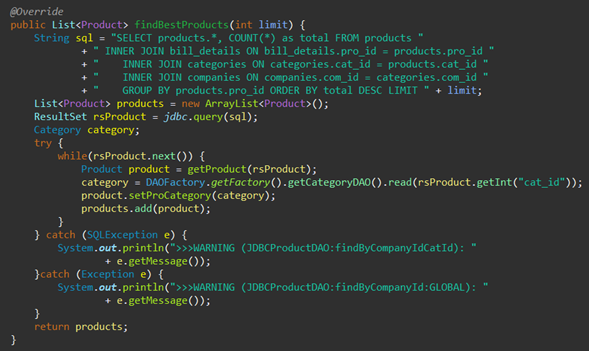 @Override
public List<Product> findBestProducts(int limit) {
    String sql = "SELECT products.*, COUNT(*) as total FROM products "
            + " INNER JOIN bill_details ON bill_details.pro_id = products.pro_id "
            + "    INNER JOIN categories ON categories.cat_id = products.cat_id "
            + "    INNER JOIN companies ON companies.com_id = categories.com_id "
            + "    GROUP BY products.pro_id ORDER BY total DESC LIMIT " + limit;
    List<Product> products = new ArrayList<Product>();
    ResultSet rsProduct = jdbc.query(sql);
    Category category;
    try {
        while(rsProduct.next()) {
            Product product = getProduct(rsProduct);
            category = DAOFactory.getFactory().getCategoryDAO().read(rsProduct.getInt("cat_id"));
            product.setProCategory(category);
            products.add(product);
        }
    } catch (SQLException e) {
        System.out.println(">>>WARNING (JDBCProductDAO:findByCompanyIdCatId): "
                + e.getMessage());
    }catch (Exception e) {
        System.out.println(">>>WARNING (JDBCProductDAO:findByCompanyId:GLOBAL): "
                + e.getMessage());
    }
    return products;
}